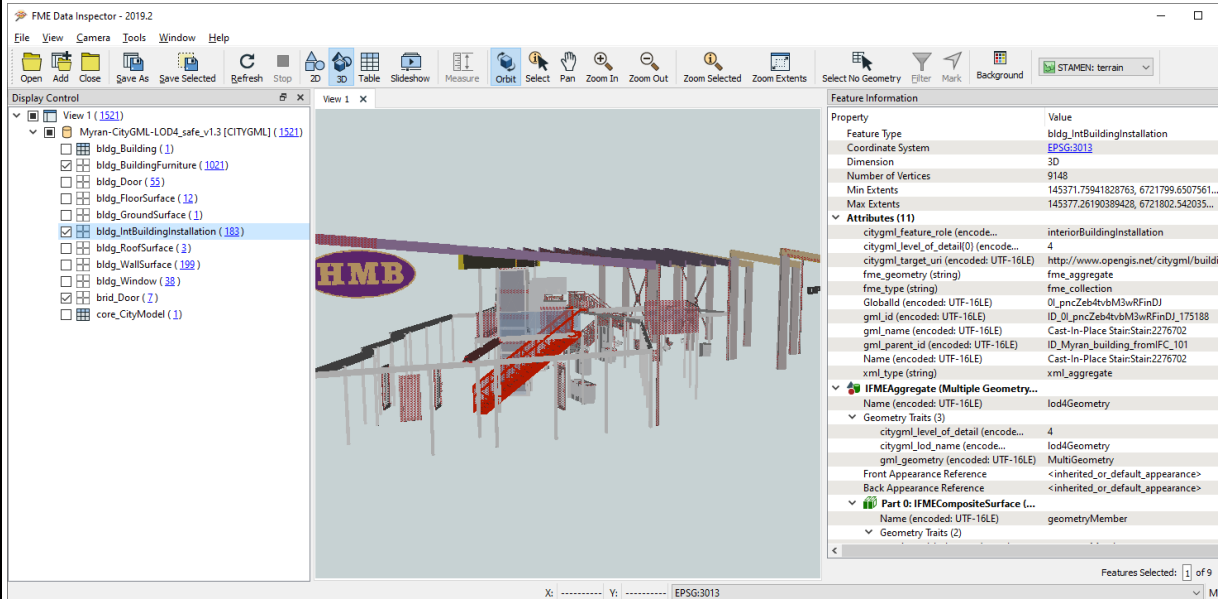 FME Data Inspector - 2019.2
File View Camera Tools Window Help
Open Add Close Save As Save Selected Refresh Stop 2D 3D Table Slideshow Measure Orbit Select Pan Zoom In Zoom Out Zoom Selected Zoom Extents Select No Geometry Filter Mark Background STAMEN: terrain
Display Control
View 1
Feature Information
View 1 (1521)
Myran-CityGML-LOD4_safe_v1.3 [CITYGML] (1521)
bldg_Building (1)
bldg_BuildingFurniture (1021)
bldg_Door (55)
bldg_FloorSurface (12)
bldg_GroundSurface (1)
bldg_IntBuildingInstallation (183)
bldg_RoofSurface (3)
bldg_WallSurface (199)
bldg_Window (38)
brid_Door (7)
core_CityModel (1)
HMB
Property Value
Feature Type bldg_IntBuildingInstallation
Coordinate System EPSG:3013
Dimension 3D
Number of Vertices 9148
Min Extents 145371.75941828763, 6721799.6507561...
Max Extents 145377.26190389428, 6721802.542035...
Attributes (11)
citygml_feature_role (encode... interiorBuildingInstallation
citygml_level_of_detail{0} (encode... 4
citygml_target_uri (encoded: UTF-16LE) http://www.opengis.net/citygml/buildi
fme_geometry (string) fme_aggregate
fme_type (string) fme_collection
GlobalId (encoded: UTF-16LE) 0l_pncZeb4tvbM3wRFinDJ
gml_id (encoded: UTF-16LE) ID_0l_pncZeb4tvbM3wRFinDJ_175188
gml_name (encoded: UTF-16LE) Cast-In-Place Stair:Stair:2276702
gml_parent_id (encoded: UTF-16LE) ID_Myran_building_fromIFC_101
Name (encoded: UTF-16LE) Cast-In-Place Stair:Stair:2276702
xml_type (string) xml_aggregate
IFMEAggregate (Multiple Geometry...
Name (encoded: UTF-16LE) lod4Geometry
Geometry Traits (3)
citygml_level_of_detail (encode... 4
citygml_lod_name (encode... lod4Geometry
gml_geometry (encoded: UTF-16LE) MultiGeometry
Front Appearance Reference <inherited_or_default_appearance>
Back Appearance Reference <inherited_or_default_appearance>
Part 0: IFMECompositeSurface (...
Name (encoded: UTF-16LE) geometryMember
Geometry Traits (2)
Features Selected: 1 of 9
X: ---------- Y: ---------- EPSG:3013 M